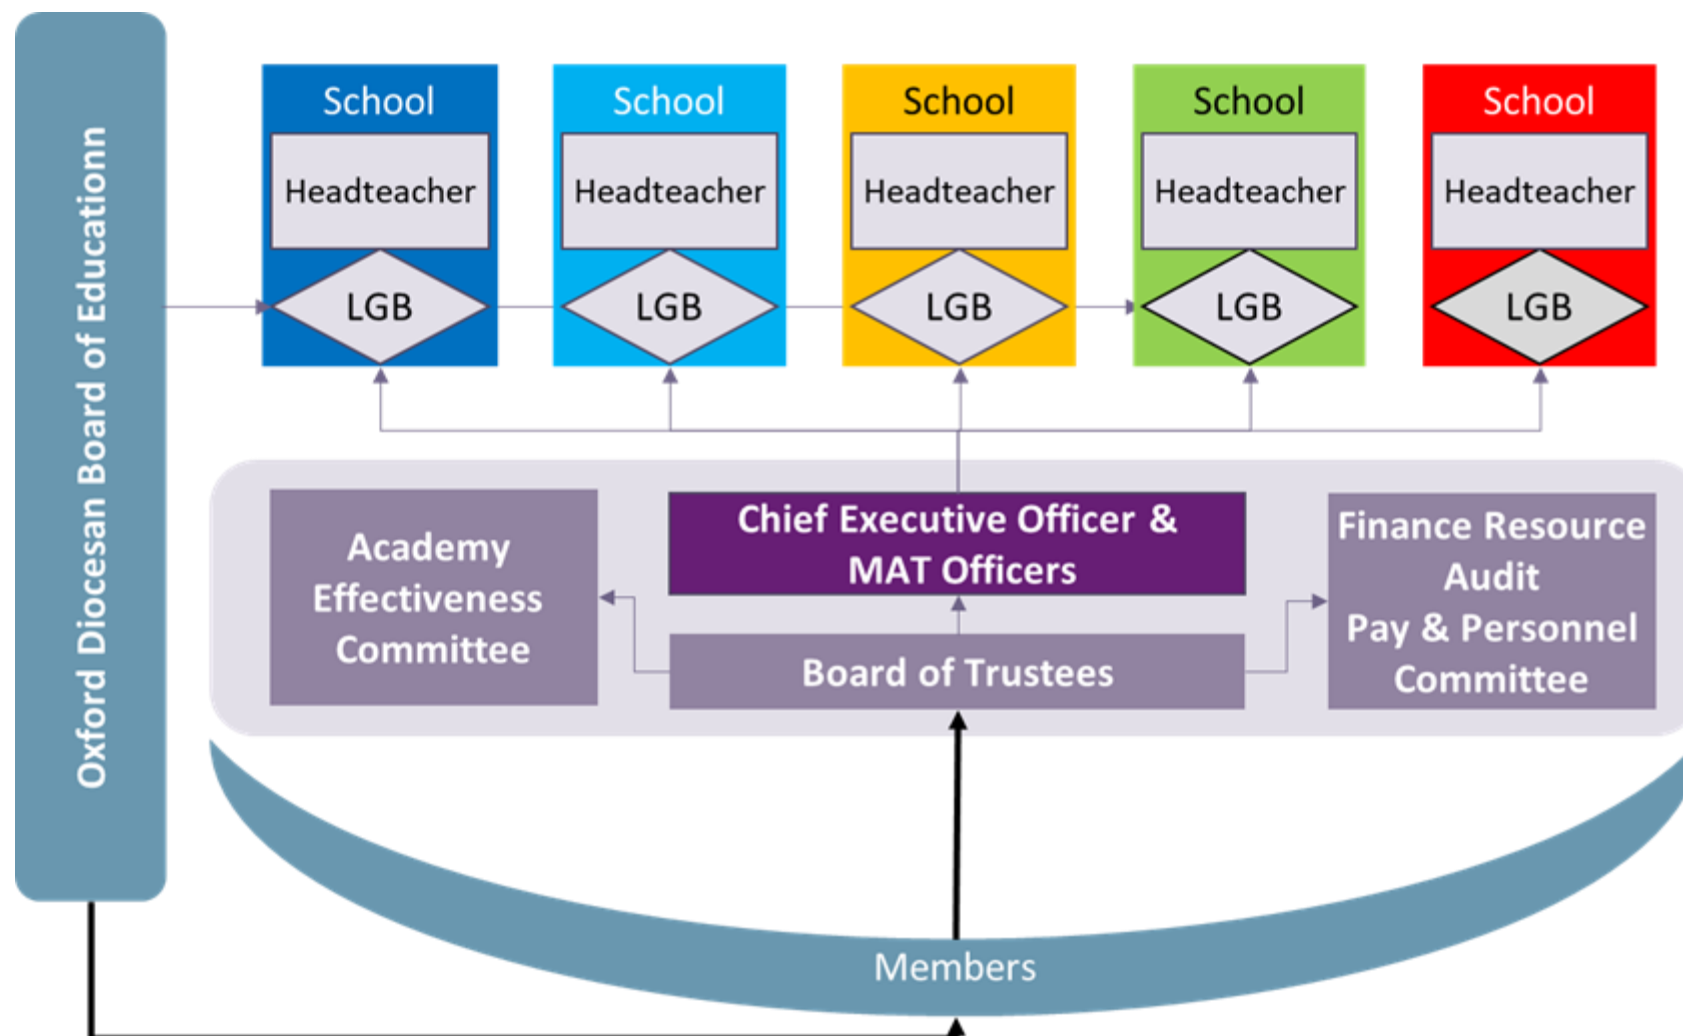 Oxford Diocesan Board of Educationn
School
Headteacher
LGB
School
Headteacher
LGB
School
Headteacher
LGB
School
Headteacher
LGB
School
Headteacher
LGB
Academy
Effectiveness
Committee
Chief Executive Officer &
MAT Officers
Board of Trustees
Finance Resource
Audit
Pay & Personnel
Committee
Members